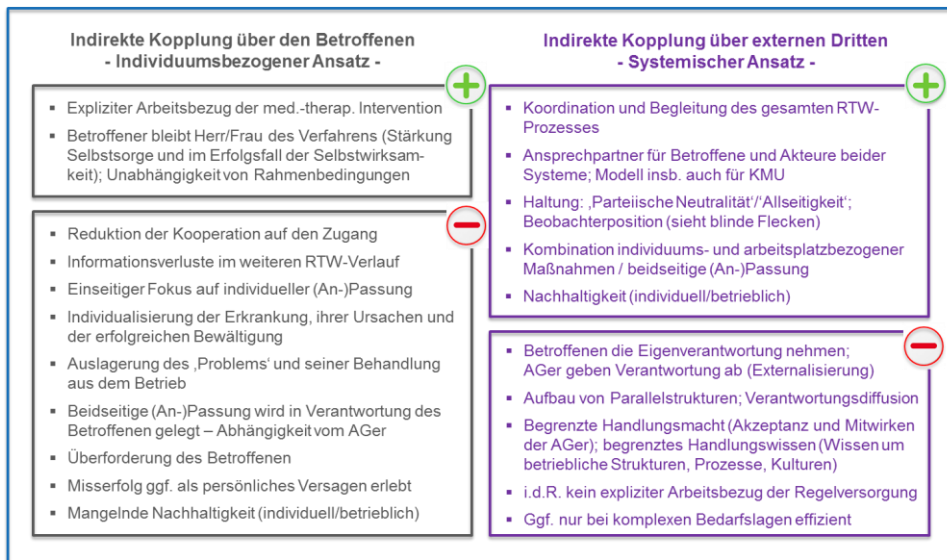 Indirekte Kopplung über den Betroffenen
- Individuumsbezogener Ansatz -
▪ Expliziter Arbeitsbezug der med.-therap. Intervention
▪ Betroffener bleibt Herr/Frau des Verfahrens (Stärkung
Selbstsorge und im Erfolgsfall der Selbstwirksam-
keit); Unabhängigkeit von Rahmenbedingungen
▪ Reduktion der Kooperation auf den Zugang
▪ Informationsverluste im weiteren RTW-Verlauf
▪ Einseitiger Fokus auf individueller (An-)Passung
▪ Individualisierung der Erkrankung, ihrer Ursachen und
der erfolgreichen Bewältigung
▪ Auslagerung des ‚Problems‘ und seiner Behandlung
aus dem Betrieb
▪ Beidseitige (An-)Passung wird in Verantwortung des
Betroffenen gelegt – Abhängigkeit vom AGer
▪ Überforderung des Betroffenen
▪ Misserfolg ggf. als persönliches Versagen erlebt
▪ Mangelnde Nachhaltigkeit (individuell/betrieblich)
Indirekte Kopplung über externen Dritten
- Systemischer Ansatz -
▪ Koordination und Begleitung des gesamten RTW-
Prozesses
▪ Ansprechpartner für Betroffene und Akteure beider
Systeme; Modell insb. auch für KMU
▪ Haltung: ‚Parteiische Neutralität‘/‘Allseitigkeit‘;
Beobachterposition (sieht blinde Flecken)
▪ Kombination individuums- und arbeitsplatzbezogener
Maßnahmen / beidseitige (An-)Passung
▪ Nachhaltigkeit (individuell/betrieblich)
▪ Betroffenen die Eigenverantwortung nehmen;
AGer geben Verantwortung ab (Externalisierung)
▪ Aufbau von Parallelstrukturen; Verantwortungsdiffusion
▪ Begrenzte Handlungsmacht (Akzeptanz und Mitwirken
der AGer); begrenztes Handlungswissen (Wissen um
betriebliche Strukturen, Prozesse, Kulturen)
▪ i.d.R. kein expliziter Arbeitsbezug der Regelversorgung
▪ Ggf. nur bei komplexen Bedarfslagen effizient